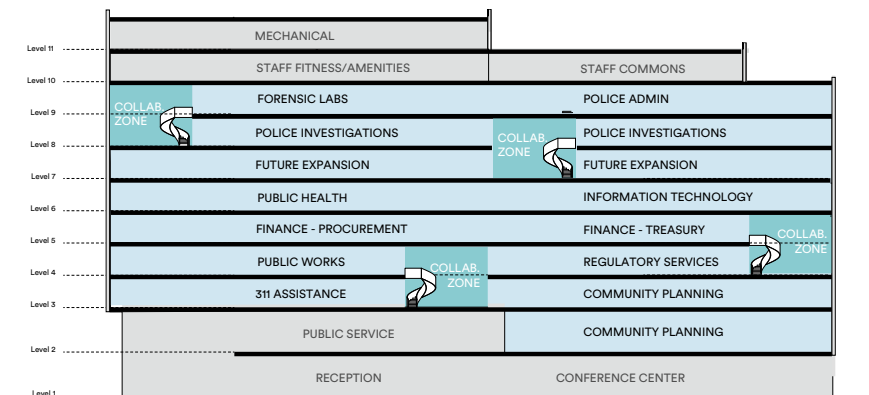 MECHANICAL
Level 11
STAFF FITNESS/AMENITIES
STAFF COMMONS
Level 10
FORENSIC LABS
POLICE ADMIN
COLLAB.
ZONE
Level 9
POLICE INVESTIGATIONS
COLLAB.
ZONE
POLICE INVESTIGATIONS
Level 8
FUTURE EXPANSION
FUTURE EXPANSION
Level 7
PUBLIC HEALTH
INFORMATION TECHNOLOGY
Level 6
FINANCE - PROCUREMENT
FINANCE - TREASURY
COLLAB.
ZONE
Level 5
PUBLIC WORKS
COLLAB.
ZONE
REGULATORY SERVICES
Level 4
311 ASSISTANCE
COMMUNITY PLANNING
Level 3
PUBLIC SERVICE
COMMUNITY PLANNING
Level 2
RECEPTION
CONFERENCE CENTER
Level 1